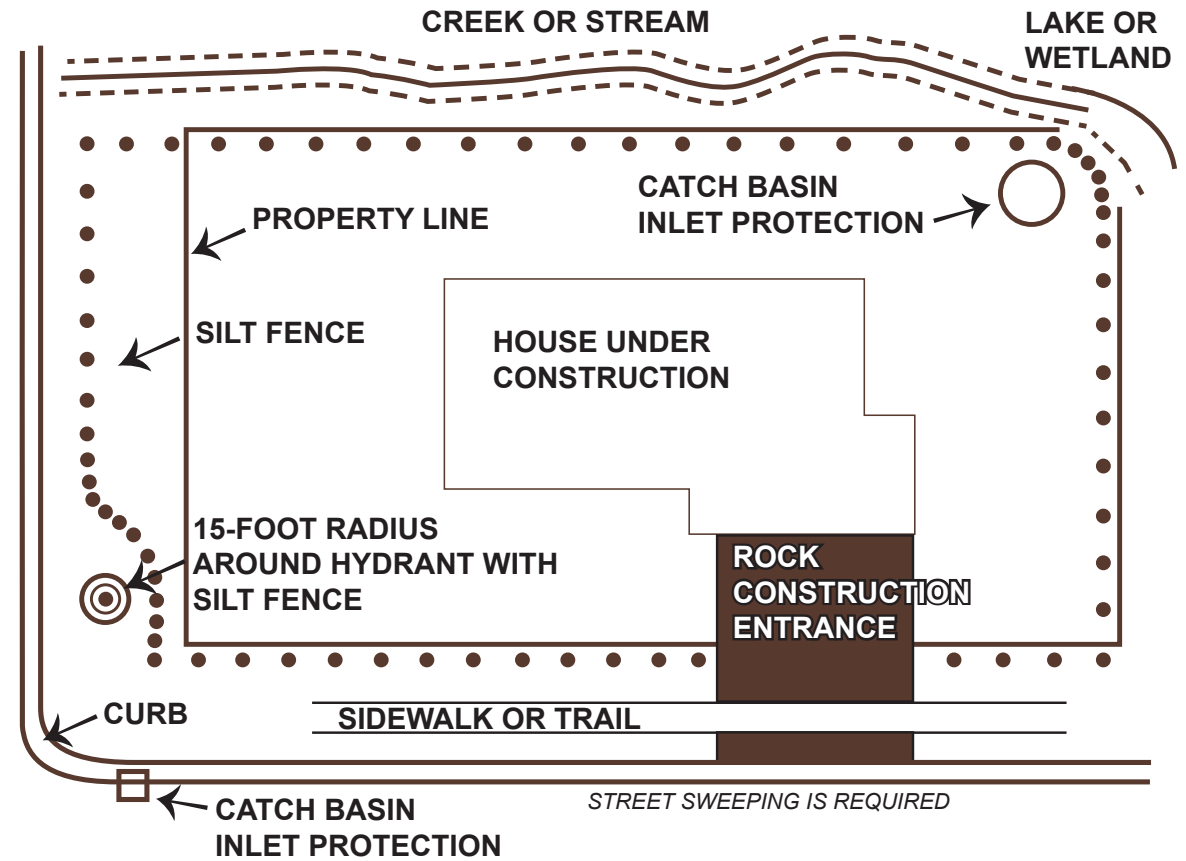 CREEK OR STREAM
LAKE OR
WETLAND
CATCH BASIN
INLET PROTECTION
PROPERTY LINE
SILT FENCE
HOUSE UNDER
CONSTRUCTION
15-FOOT RADIUS
AROUND HYDRANT WITH
SILT FENCE
ROCK
CONSTRUCTION
ENTRANCE
CURB
SIDEWALK OR TRAIL
STREET SWEEPING IS REQUIRED
CATCH BASIN
INLET PROTECTION